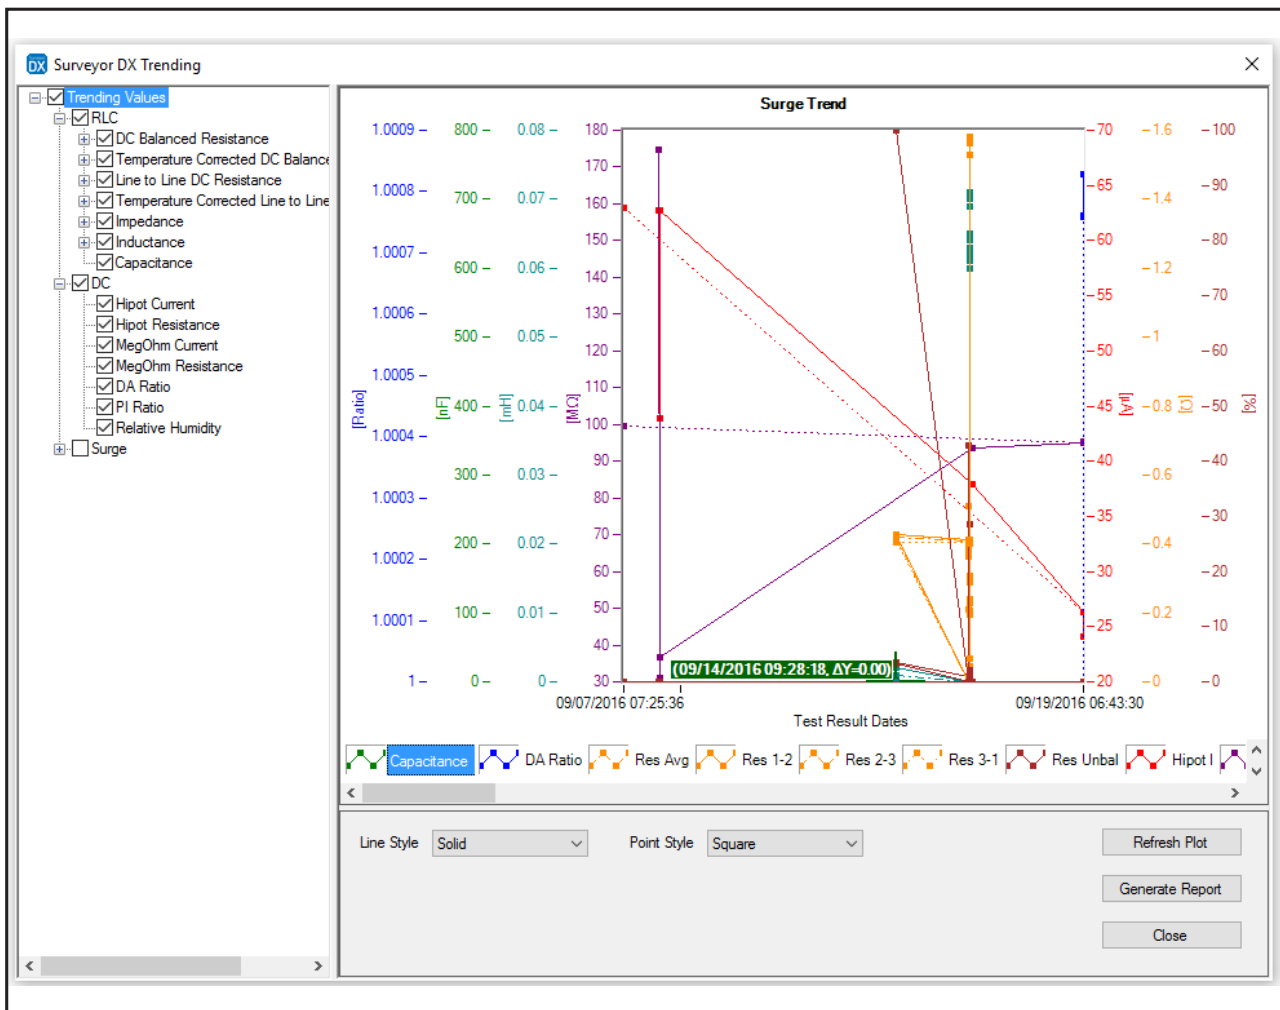 DX Surveyor DX Trending
Trending Values
RLC
DC Balanced Resistance
Temperature Corrected DC Balance
Line to Line DC Resistance
Temperature Corrected Line to Line
Impedance
Inductance
Capacitance
DC
Hipot Current
Hipot Resistance
MegOhm Current
MegOhm Resistance
DA Ratio
PI Ratio
Relative Humidity
Surge
Surge Trend
1.0009
1.0008
1.0007
1.0006
1.0005
1.0004
1.0003
1.0002
1.0001
1
[Ratio]
800
700
600
500
400
300
200
100
0
[nF]
0.08
0.07
0.06
0.05
0.04
0.03
0.02
0.01
0
[mH]
180
170
160
150
140
130
120
110
100
90
80
70
60
50
40
30
[MΩ]
70
65
60
55
50
45
40
35
30
25
20
[µA]
1.6
1.4
1.2
1
0.8
0.6
0.4
0.2
0
[Ω]
100
90
80
70
60
50
40
30
20
10
0
[%]
(09/14/2016 09:28:18, ΔY=0.00)
09/07/2016 07:25:36
09/19/2016 06:43:30
Test Result Dates
Capacitance DA Ratio Res Avg Res 1-2 Res 2-3 Res 3-1 Res Unbal Hipot I
Line Style Solid Point Style Square
Refresh Plot
Generate Report
Close